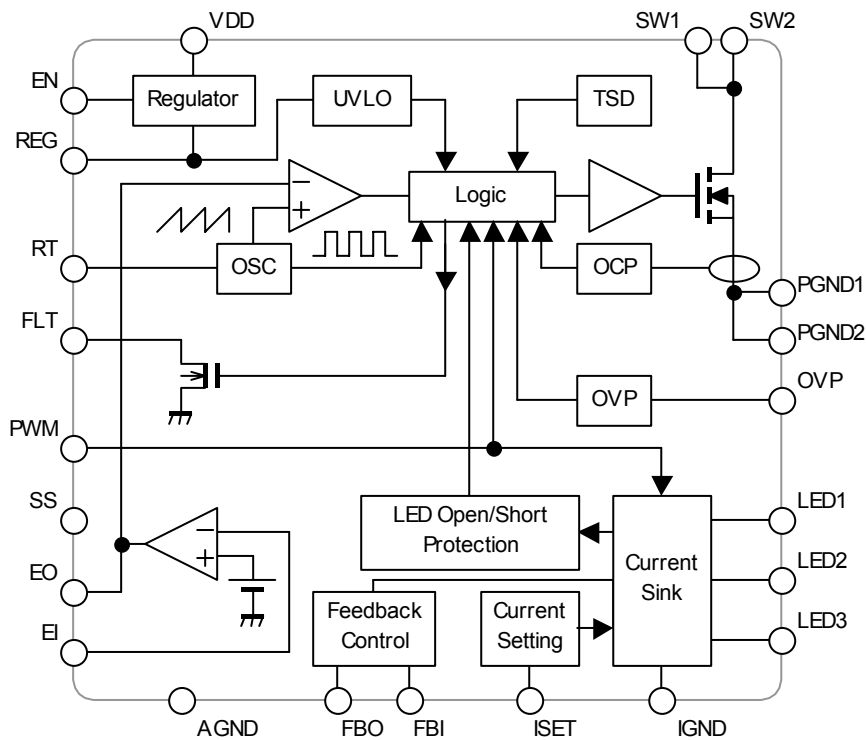 VDD
SW1
SW2
EN
Regulator
UVLO
TSD
REG
−
+
Logic
RT
OSC
OCP
PGND1
FLT
PGND2
OVP
OVP
PWM
SS
−
+
LED Open/Short
Protection
LED1
Current
Sink
LED2
EO
Feedback
Control
Current
Setting
LED3
EI
AGND
FBO
FBI
ISET
IGND